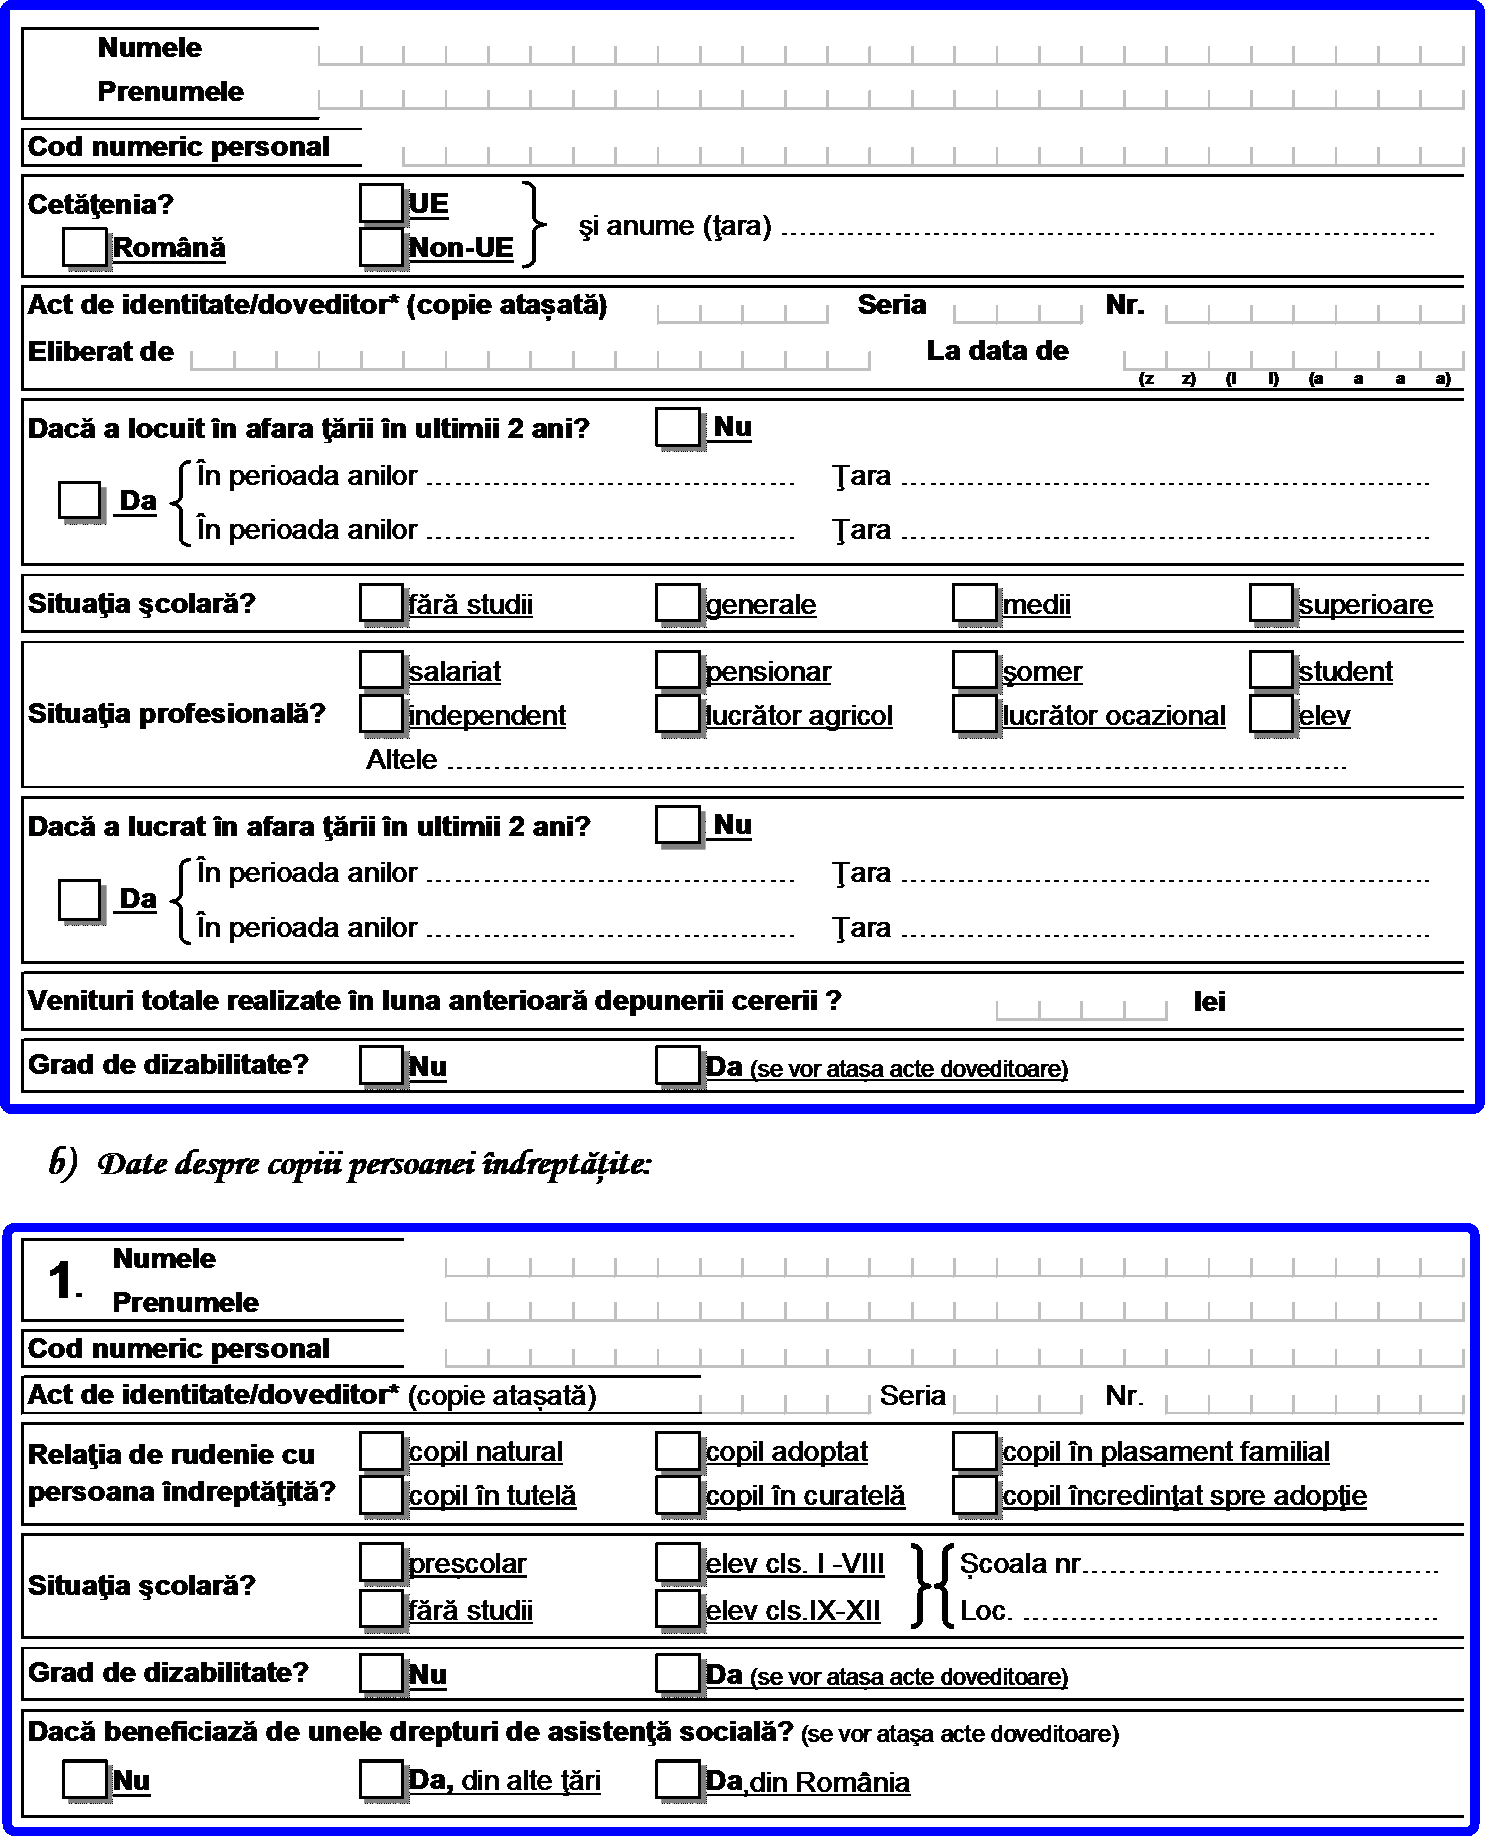 Numele
Prenumele
Cod numeric personal
Cetăţenia? UE
Română Non-UE şi anume (ţara) ........................................................................
Act de identitate/doveditor* (copie atașată) Seria Nr.
Eliberat de La data de
(z z) (l l) (a a a a)
Dacă a locuit în afara ţării în ultimii 2 ani? Nu
În perioada anilor ........................................ Ţara .........................................................
Da
În perioada anilor ........................................ Ţara .........................................................
Situaţia şcolară? fără studii generale medii superioare
salariat pensionar şomer student
Situaţia profesională? independent lucrător agricol lucrător ocazional elev
Altele ..................................................................................................
Dacă a lucrat în afara ţării în ultimii 2 ani? Nu
În perioada anilor ........................................ Ţara .........................................................
Da
În perioada anilor ........................................ Ţara .........................................................
Venituri totale realizate în luna anterioară depunerii cererii ? lei
Grad de dizabilitate? Nu Da (se vor atașa acte doveditoare)
b) Date despre copiii persoanei îndreptățite:
1. Numele
Prenumele
Cod numeric personal
Act de identitate/doveditor* (copie atașată) Seria Nr.
Relaţia de rudenie cu persoana îndreptăţită? copil natural copil adoptat copil în plasament familial
copil în tutelă copil în curatelă copil încredinţat spre adopţie
Situaţia şcolară? preșcolar elev cls. I -VIII Școala nr.......................................
fără studii elev cls.IX-XII Loc. .............................................
Grad de dizabilitate? Nu Da (se vor atașa acte doveditoare)
Dacă beneficiază de unele drepturi de asistenţă socială? (se vor ataşa acte doveditoare)
Nu Da, din alte ţări Da,din România